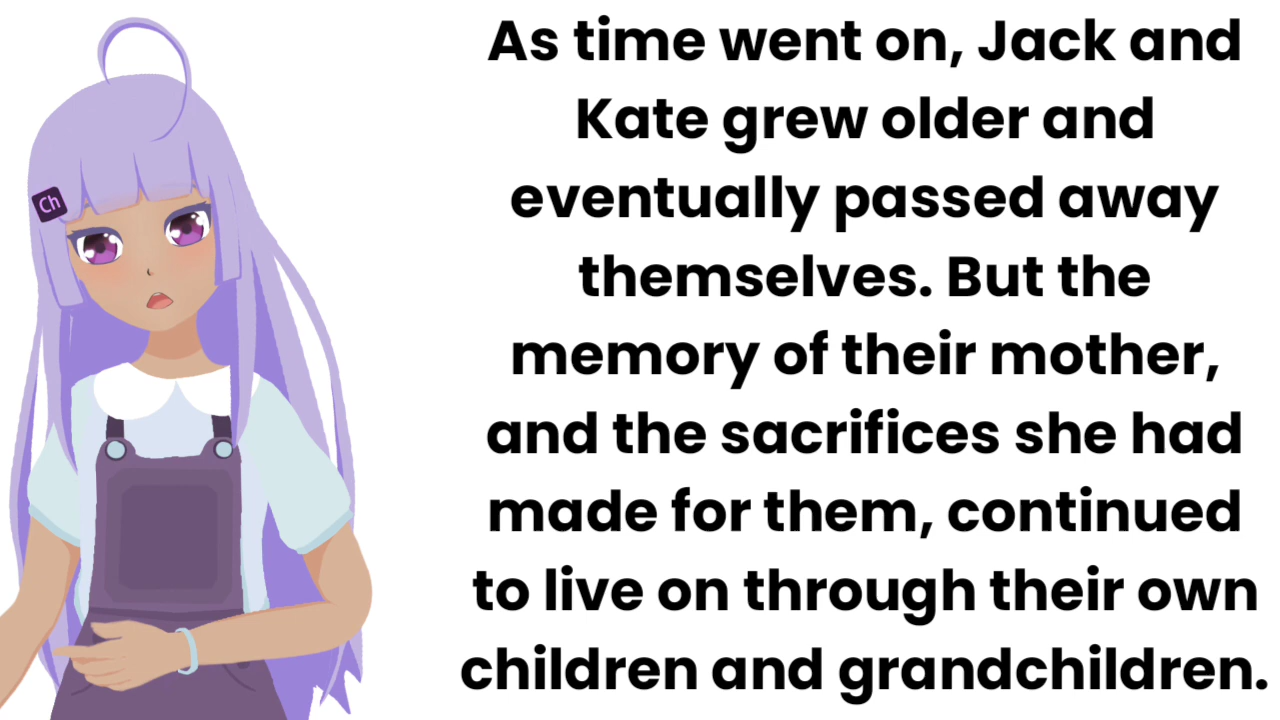 Ch
As time went on, Jack and
Kate grew older and
eventually passed away
themselves. But the
memory of their mother,
and the sacrifices she had
made for them, continued
to live on through their own
children and grandchildren.